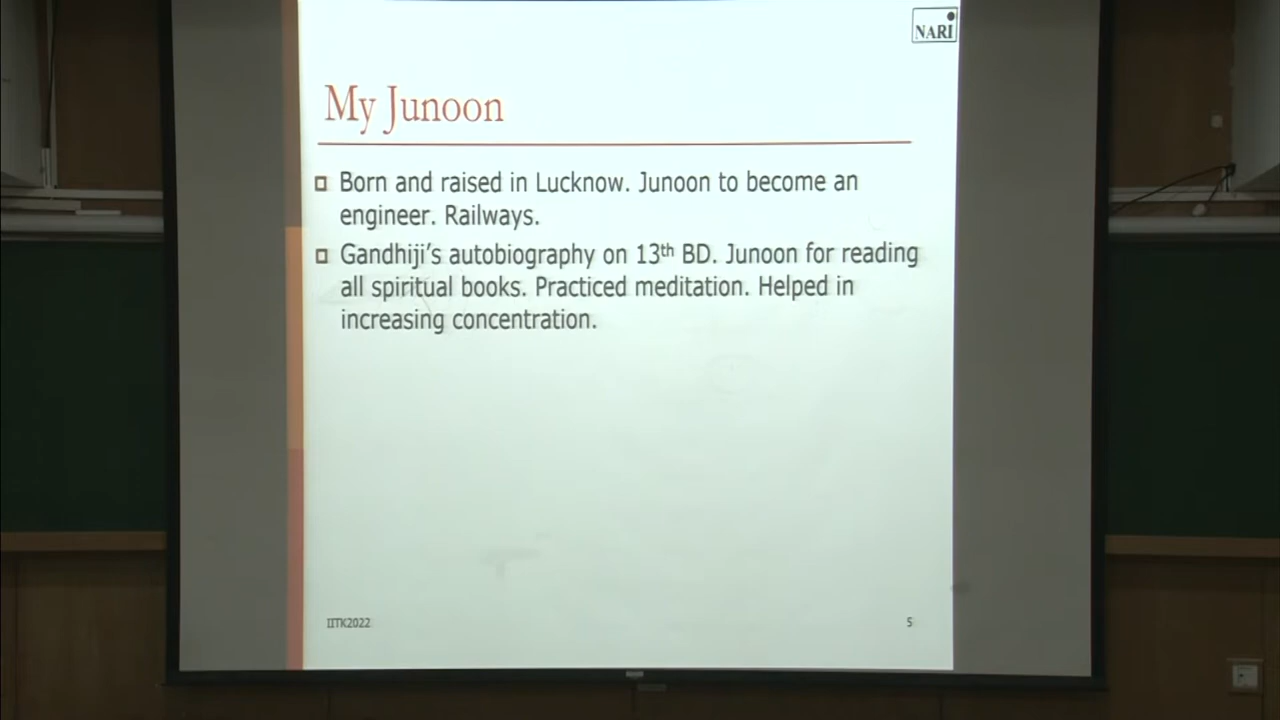 NARI
My Junoon
Born and raised in Lucknow. Junoon to become an
engineer. Railways.
Gandhiji's autobiography on 13th BD. Junoon for reading
all spiritual books. Practiced meditation. Helped in
increasing concentration.
IITK2022
5